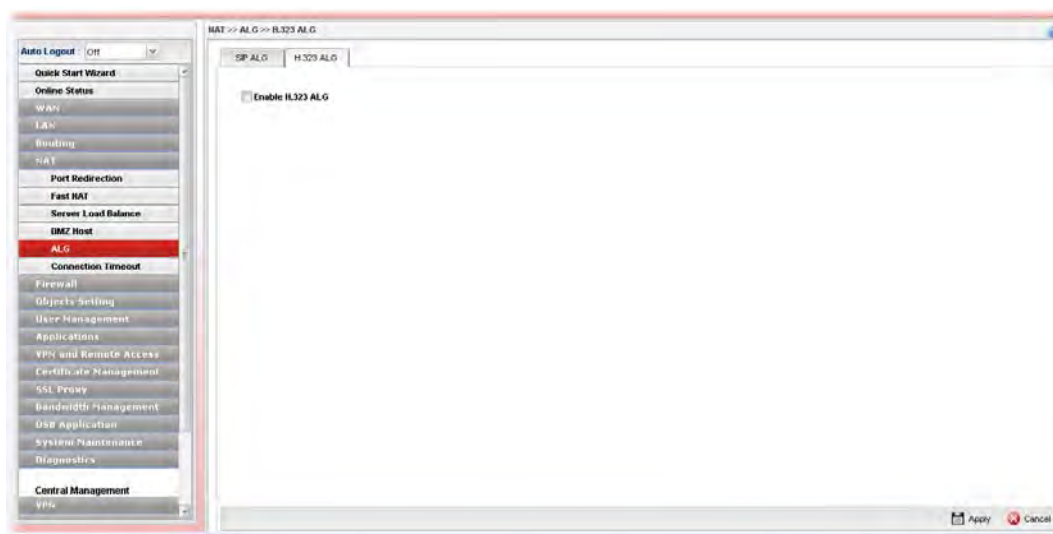 NAT >> ALG >> H.323 ALG
Auto Logout : Off
SIP ALG
H.323 ALG
Quick Start Wizard
Online Status
WAN
LAN
Routing
NAT
Port Redirection
Fast NAT
Server Load Balance
DMZ Host
ALG
Connection Timeout
Firewall
Objects Setting
User Management
Applications
VPN and Remote Access
Certificate Management
SSL Proxy
Bandwidth Management
USB Application
System Maintenance
Diagnostics
Central Management
VPN
Enable H.323 ALG
Apply
Cancel